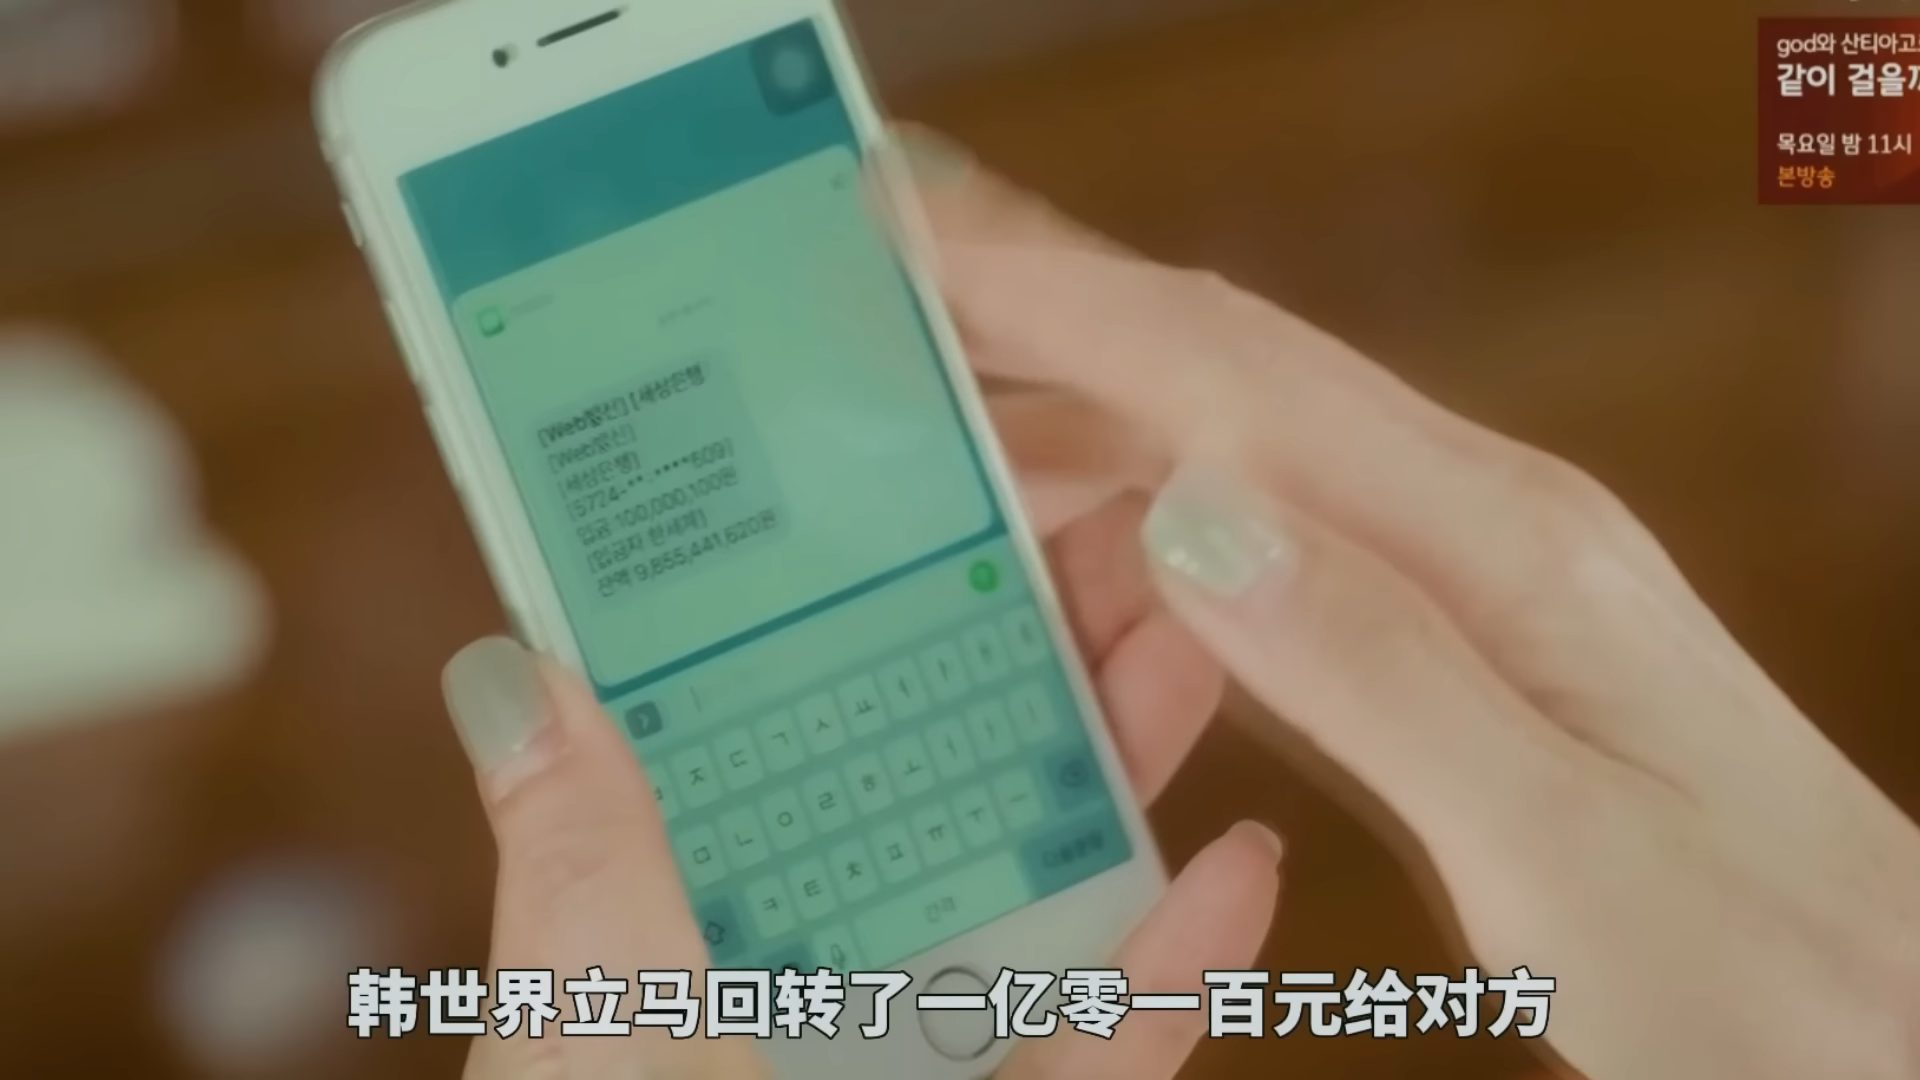 god와 산티아고
같이 걸을까
목요일 밤 11시
본방송
[Web발신] [세상은행
[Web발신]
[세상은행]
[5724-**-****609]
입금 100,000,100원
[입금자 한세계]
잔액 9,855,441,620원
ㅈ ㄷ ㄱ ㅅ ㅛ ㅕ ㅑ
ㅁ ㄴ ㅇ ㄹ ㅎ ㅗ ㅓ ㅏ ㅣ
ㅋ ㅌ ㅊ ㅍ ㅠ ㅜ ㅡ
간격
韩世界立马回转了一亿零一百元给对方